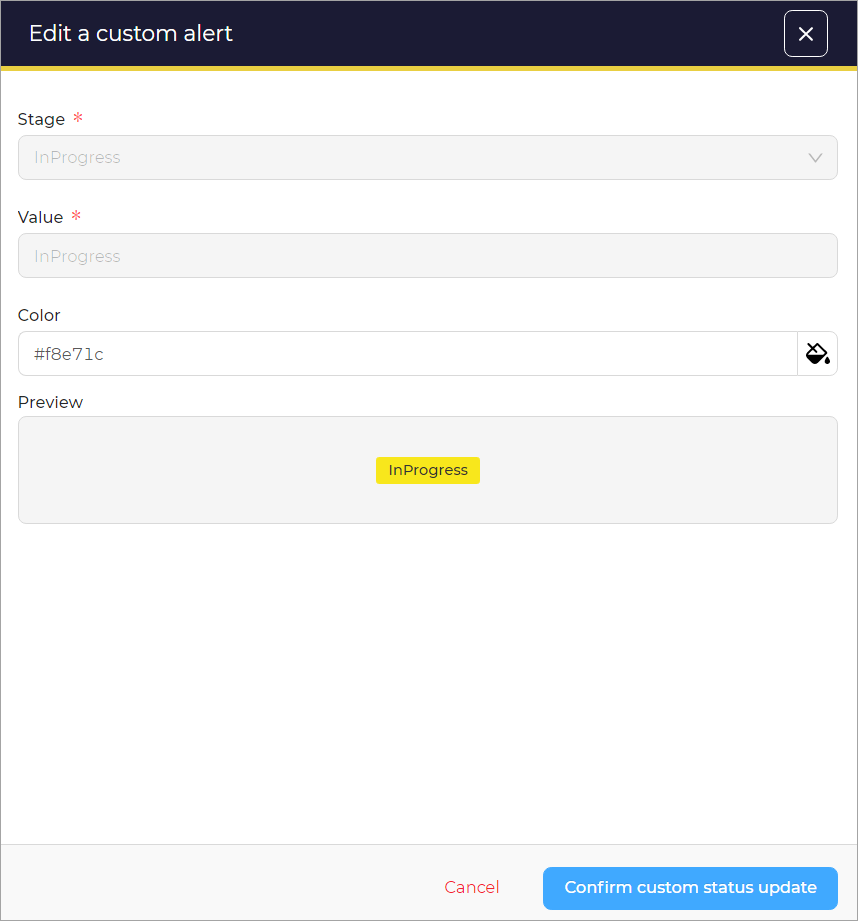 Edit a custom alert
Stage *
InProgress
Value *
InProgress
Color
#f8e71c
Preview
InProgress
Cancel
Confirm custom status update